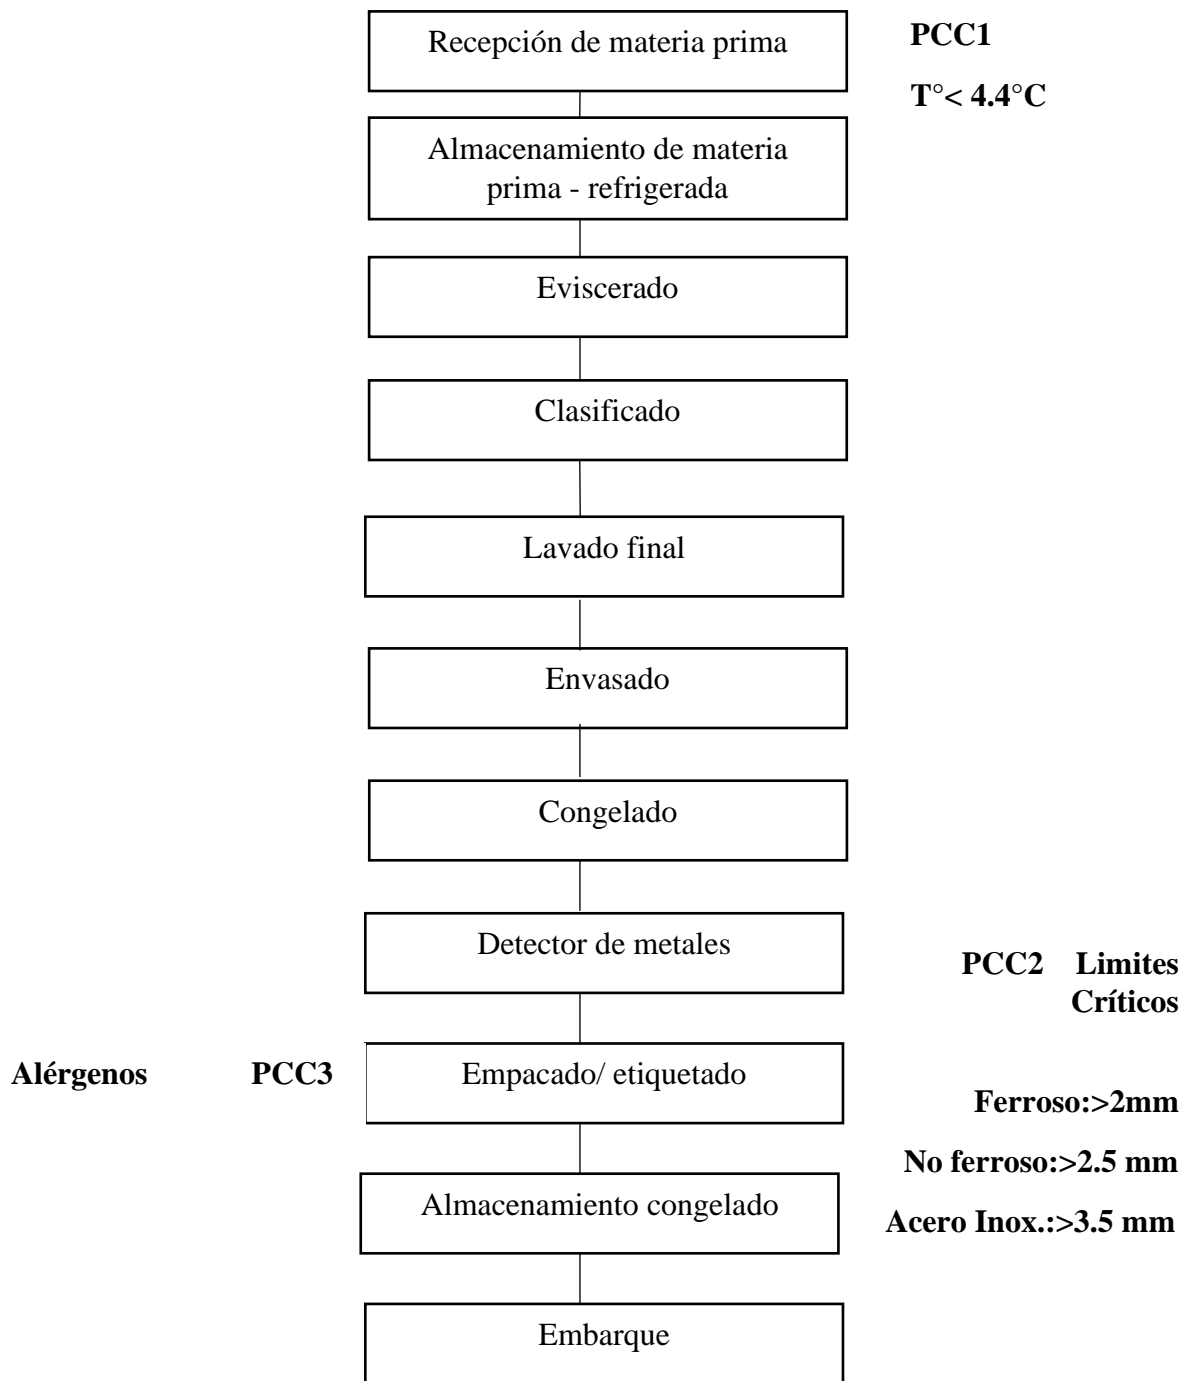 Recepción de materia prima
PCC1
T°< 4.4°C
Almacenamiento de materia
prima - refrigerada
Eviscerado
Clasificado
Lavado final
Envasado
Congelado
Detector de metales
PCC2 Limites
Críticos
Alérgenos PCC3 Empacado/ etiquetado
Ferroso:>2mm
No ferroso:>2.5 mm
Almacenamiento congelado
Acero Inox.:>3.5 mm
Embarque